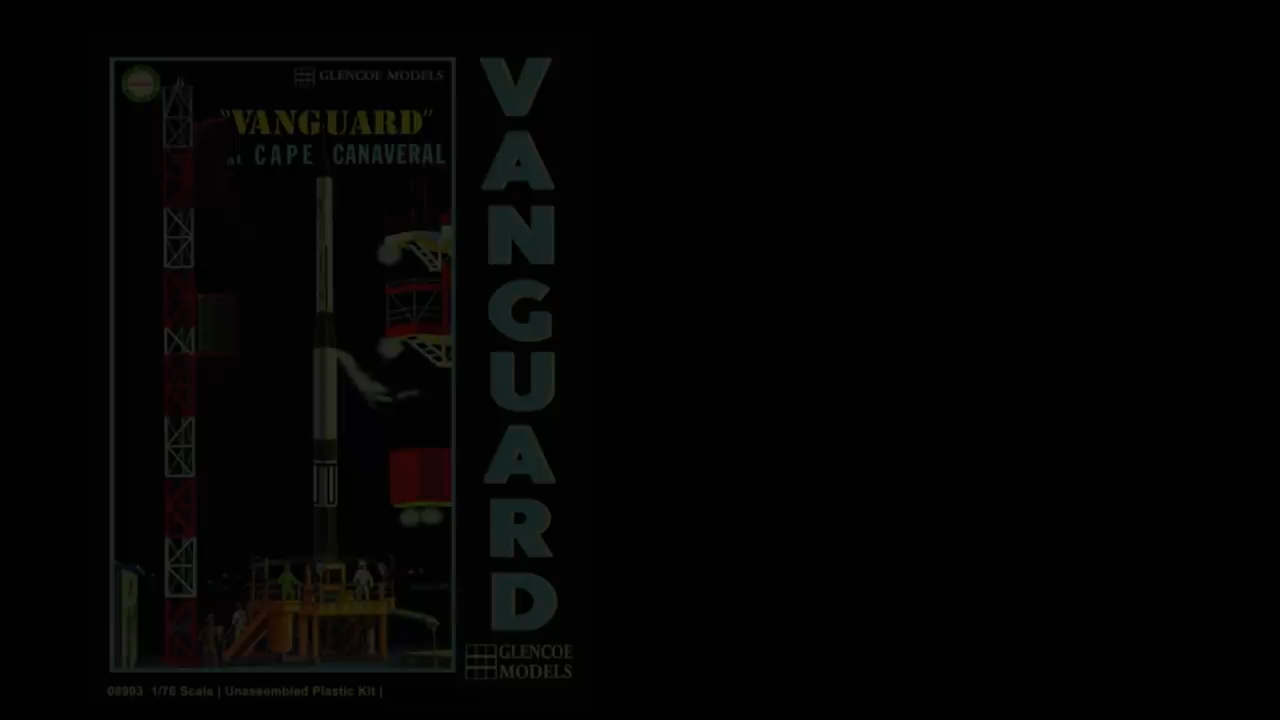 GLENCOE MODELS
"VANGUARD"
at CAPE CANAVERAL
VANGUARD
GLENCOE
MODELS
08903 1/76 Scale | Unassembled Plastic Kit |